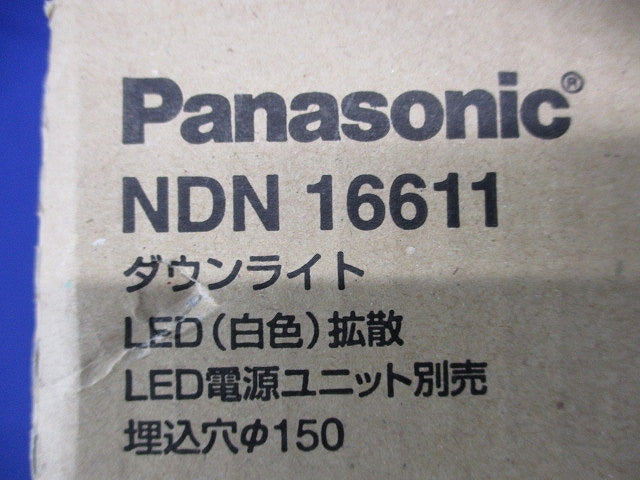 Panasonic®
NDN 16611
ダウンライト
LED(白色)拡散
LED電源ユニット別売
埋込穴Φ150